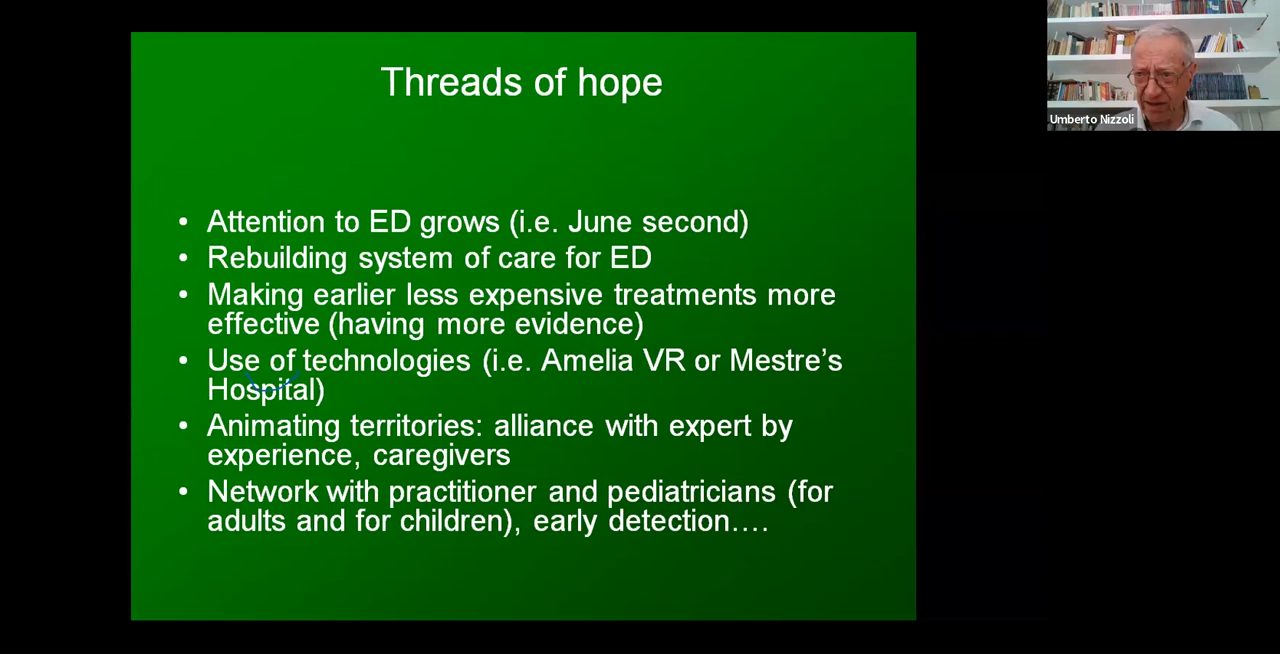 Threads of hope
Umberto Nizzoli
• Attention to ED grows (i.e. June second)
• Rebuilding system of care for ED
• Making earlier less expensive treatments more
effective (having more evidence)
• Use of technologies (i.e. Amelia VR or Mestre’s
Hospital)
• Animating territories: alliance with expert by
experience, caregivers
• Network with practitioner and pediatricians (for
adults and for children), early detection….